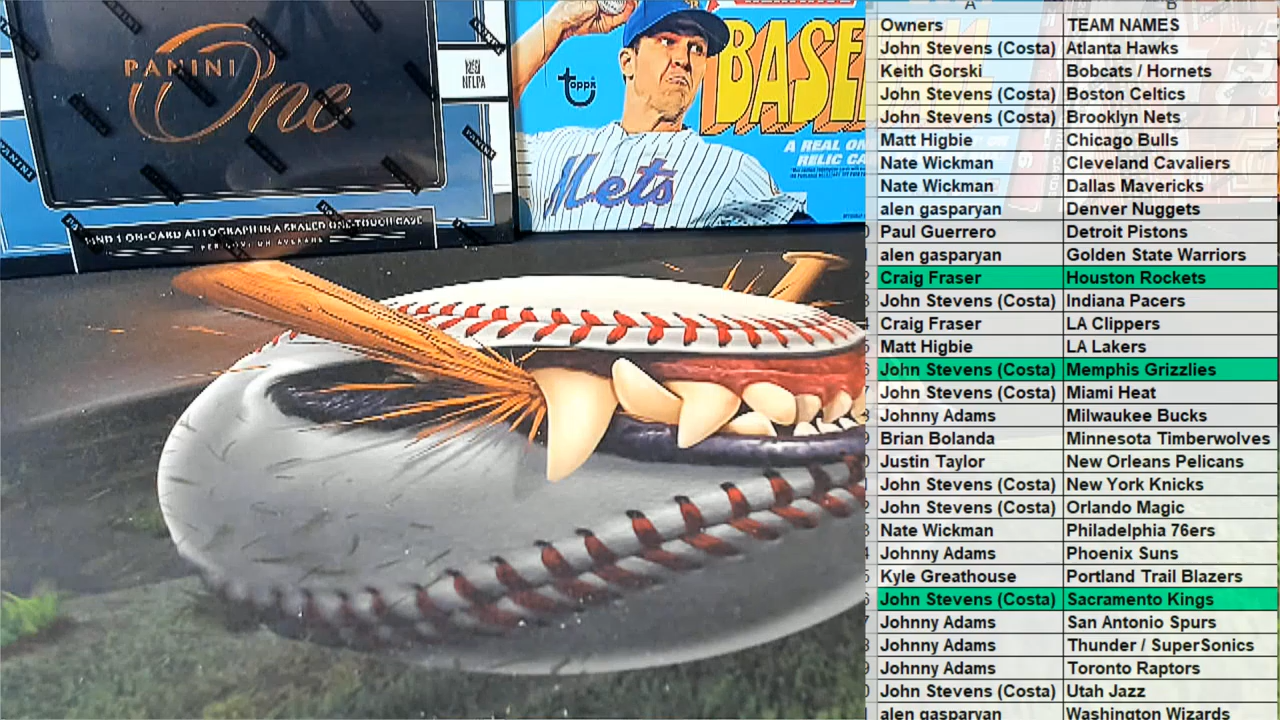 PANINI
One
NFLPA
PANINI
PANINI
FIND 1 ON-CARD AUTOGRAPH IN A SEALED ONE-TOUCH CASE
PER BOX, ON AVERAGE
Topps
BASE
A REAL ON
RELIC CA
Mets
A B
Owners TEAM NAMES
John Stevens (Costa) Atlanta Hawks
Keith Gorski Bobcats / Hornets
John Stevens (Costa) Boston Celtics
John Stevens (Costa) Brooklyn Nets
Matt Higbie Chicago Bulls
Nate Wickman Cleveland Cavaliers
Nate Wickman Dallas Mavericks
alen gasparyan Denver Nuggets
Paul Guerrero Detroit Pistons
alen gasparyan Golden State Warriors
Craig Fraser Houston Rockets
John Stevens (Costa) Indiana Pacers
Craig Fraser LA Clippers
Matt Higbie LA Lakers
John Stevens (Costa) Memphis Grizzlies
John Stevens (Costa) Miami Heat
Johnny Adams Milwaukee Bucks
Brian Bolanda Minnesota Timberwolves
Justin Taylor New Orleans Pelicans
John Stevens (Costa) New York Knicks
John Stevens (Costa) Orlando Magic
Nate Wickman Philadelphia 76ers
Johnny Adams Phoenix Suns
Kyle Greathouse Portland Trail Blazers
John Stevens (Costa) Sacramento Kings
Johnny Adams San Antonio Spurs
Johnny Adams Thunder / SuperSonics
Johnny Adams Toronto Raptors
John Stevens (Costa) Utah Jazz
alen gasparyan Washington Wizards